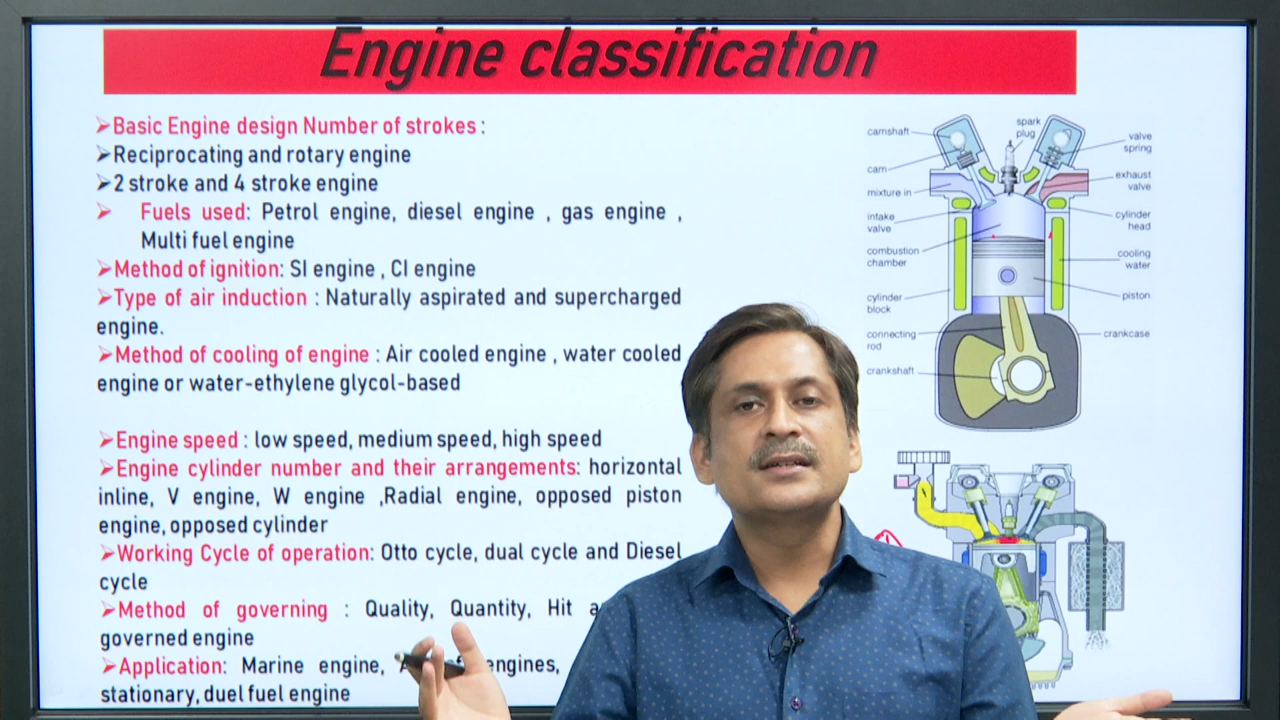 Engine classification
➢Basic Engine design Number of strokes :
➢Reciprocating and rotary engine
➢2 stroke and 4 stroke engine
➢ Fuels used: Petrol engine, diesel engine , gas engine ,
Multi fuel engine
➢Method of ignition: SI engine , CI engine
➢Type of air induction : Naturally aspirated and supercharged
engine.
➢Method of cooling of engine : Air cooled engine , water cooled
engine or water-ethylene glycol-based
➢Engine speed : low speed, medium speed, high speed
➢Engine cylinder number and their arrangements: horizontal
inline, V engine, W engine ,Radial engine, opposed piston
engine, opposed cylinder
➢Working Cycle of operation: Otto cycle, dual cycle and Diesel
cycle
➢Method of governing : Quality, Quantity, Hit
governed engine
➢Application: Marine engine, engines,
stationary, duel fuel engine
camshaft
cam
mixture in
intake
valve
combustion
chamber
cylinder
block
connecting
rod
crankshaft
spark
plug
valve
spring
exhaust
valve
cylinder
head
cooling
water
piston
crankcase